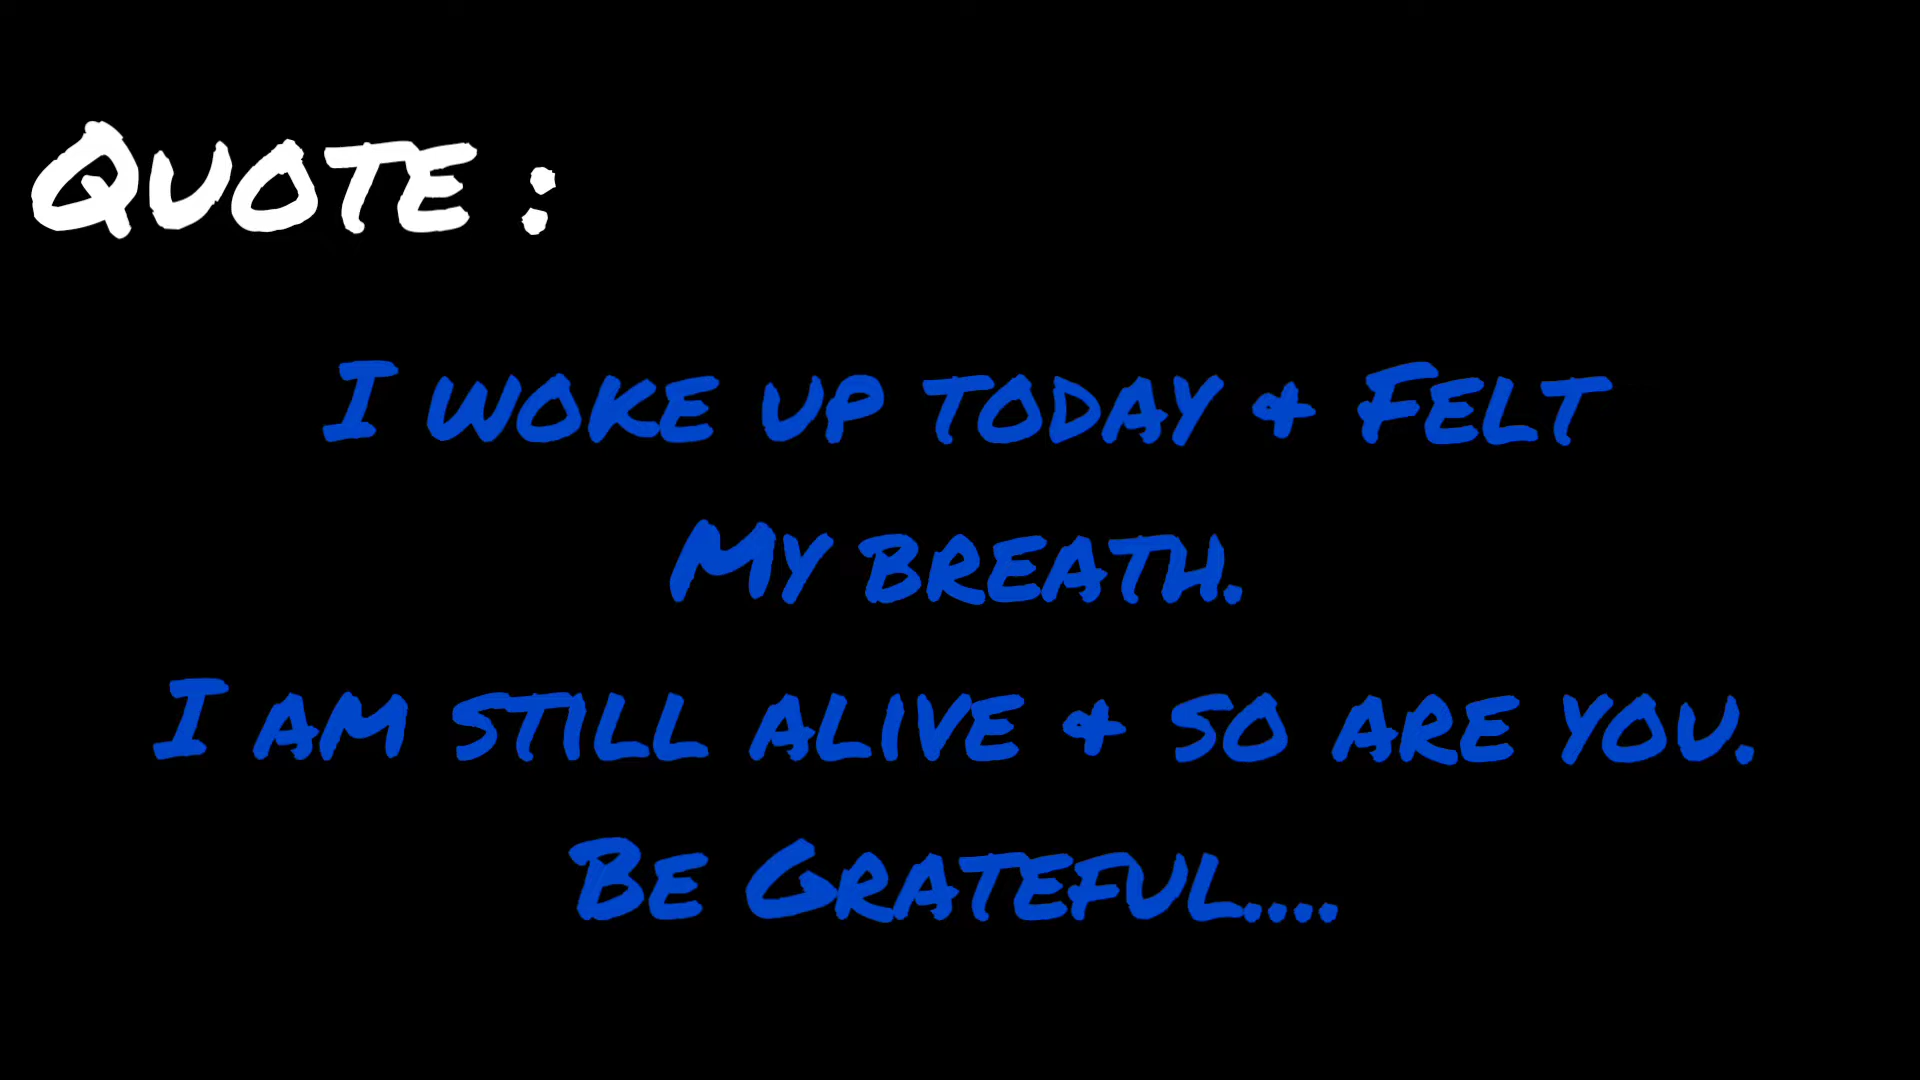 Quote :
I woke up today & Felt
My breath.
I am still alive & so are you.
Be Grateful....